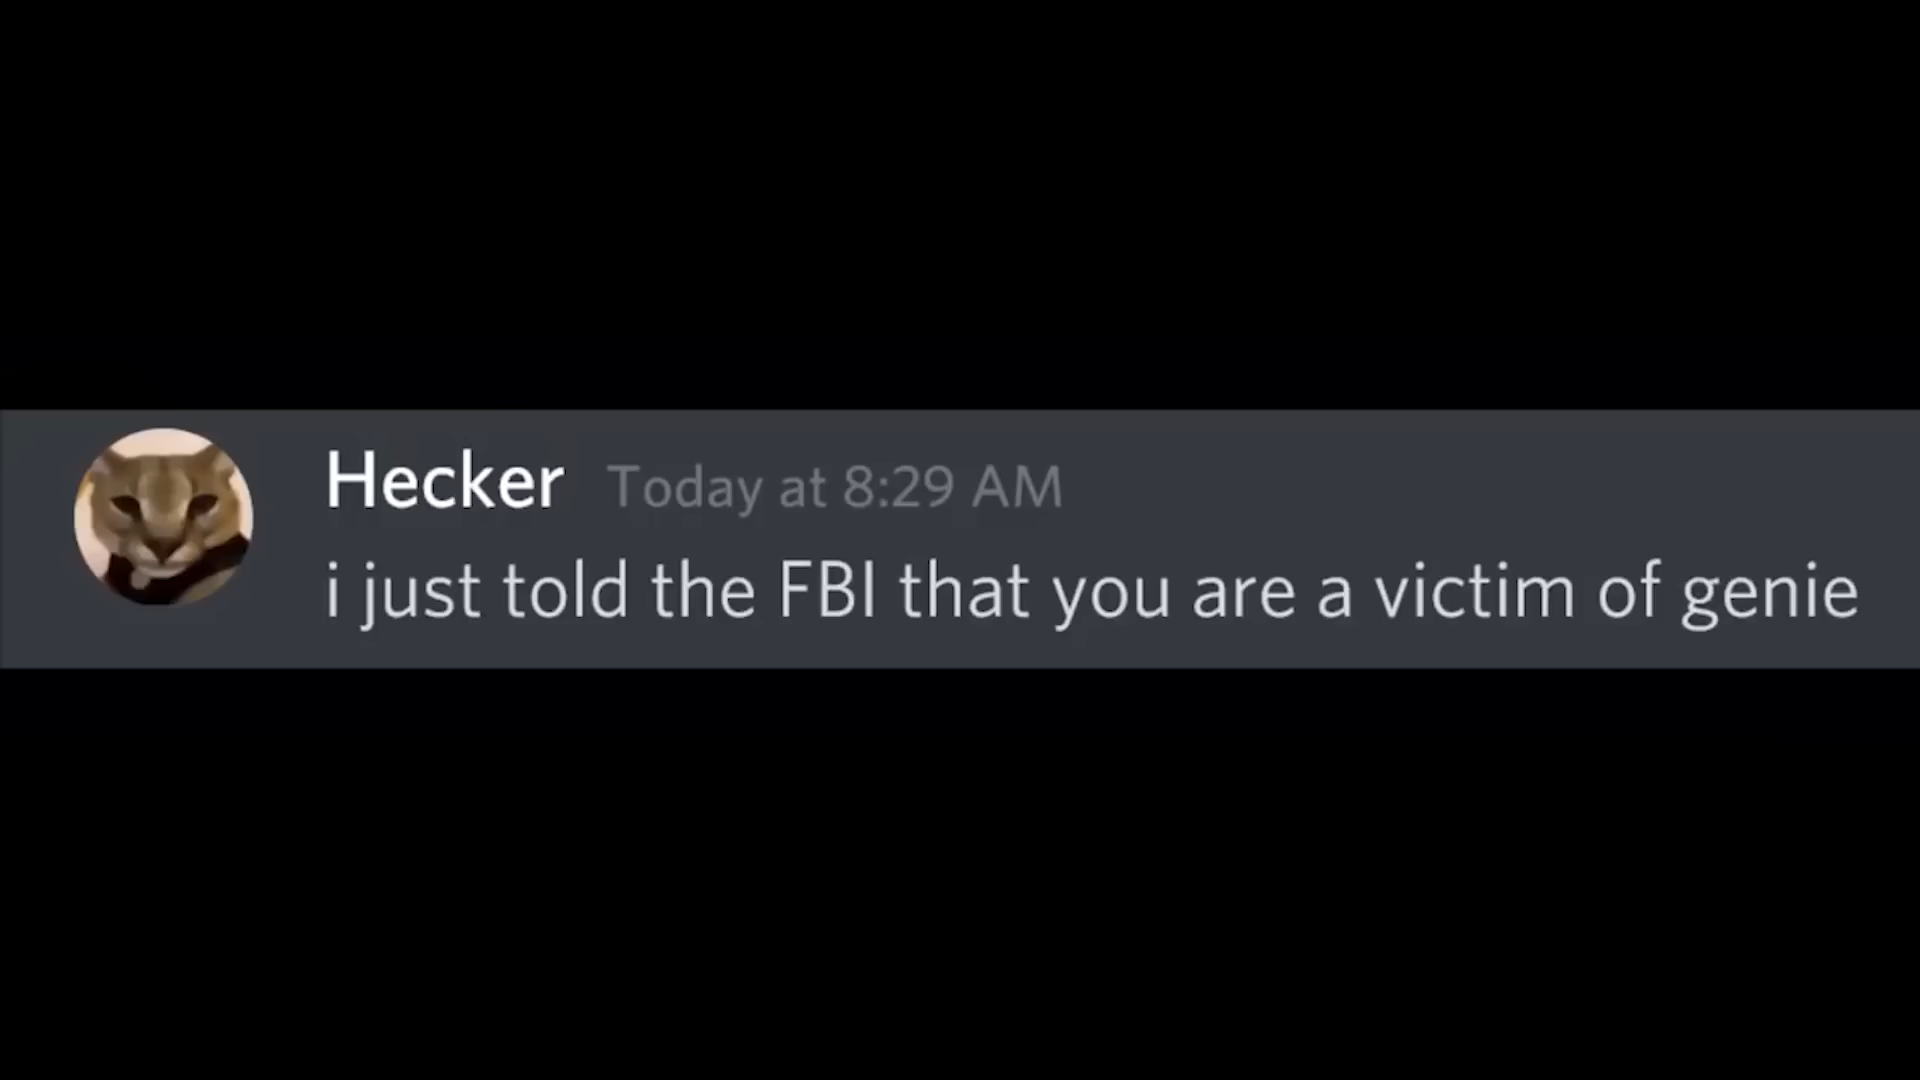 Hecker Today at 8:29 AM
i just told the FBI that you are a victim of genie